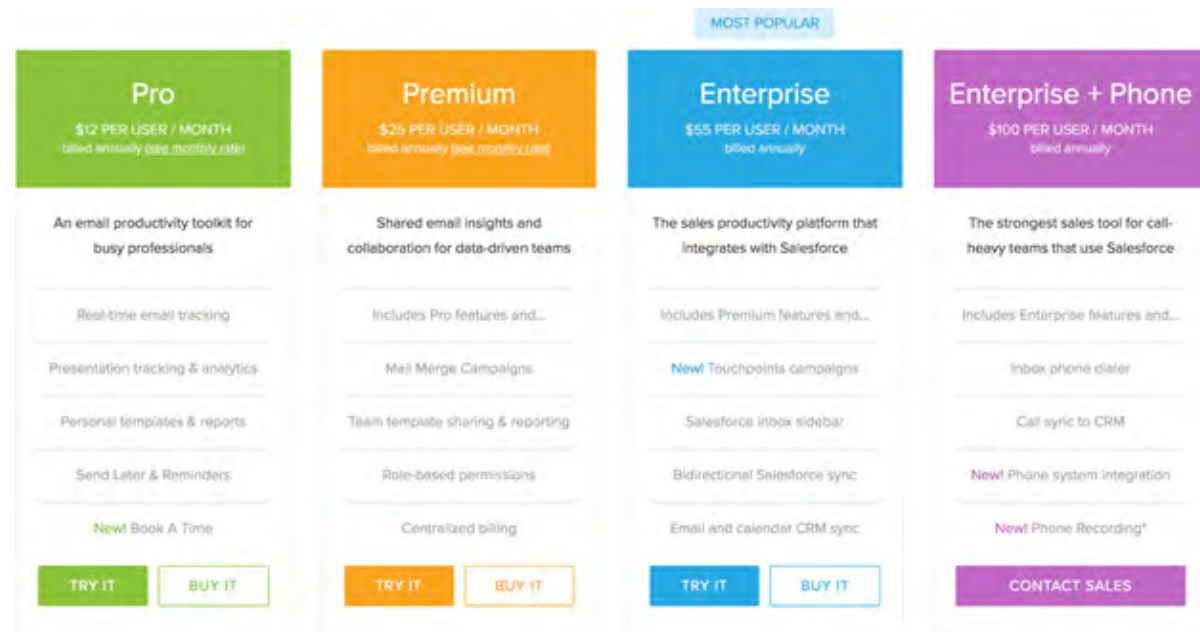 MOST POPULAR
Pro
$12 PER USER / MONTH
billed annually (see monthly rate)
An email productivity toolkit for
busy professionals
Real-time email tracking
Presentation tracking & analytics
Personal templates & reports
Send Later & Reminders
New! Book A Time
TRY IT
BUY IT
Premium
$25 PER USER / MONTH
billed annually (see monthly rate)
Shared email insights and
collaboration for data-driven teams
Includes Pro features and...
Mail Merge Campaigns
Team template sharing & reporting
Role-based permissions
Centralized billing
TRY IT
BUY IT
Enterprise
$55 PER USER / MONTH
billed annually
The sales productivity platform that
integrates with Salesforce
Includes Premium features and...
New! Touchpoints campaigns
Salesforce inbox sidebar
Bidirectional Salesforce sync
Email and calendar CRM sync
TRY IT
BUY IT
Enterprise + Phone
$100 PER USER / MONTH
billed annually
The strongest sales tool for call-
heavy teams that use Salesforce
Includes Enterprise features and...
Inbox phone dialer
Call sync to CRM
New! Phone system integration
New! Phone Recording*
CONTACT SALES